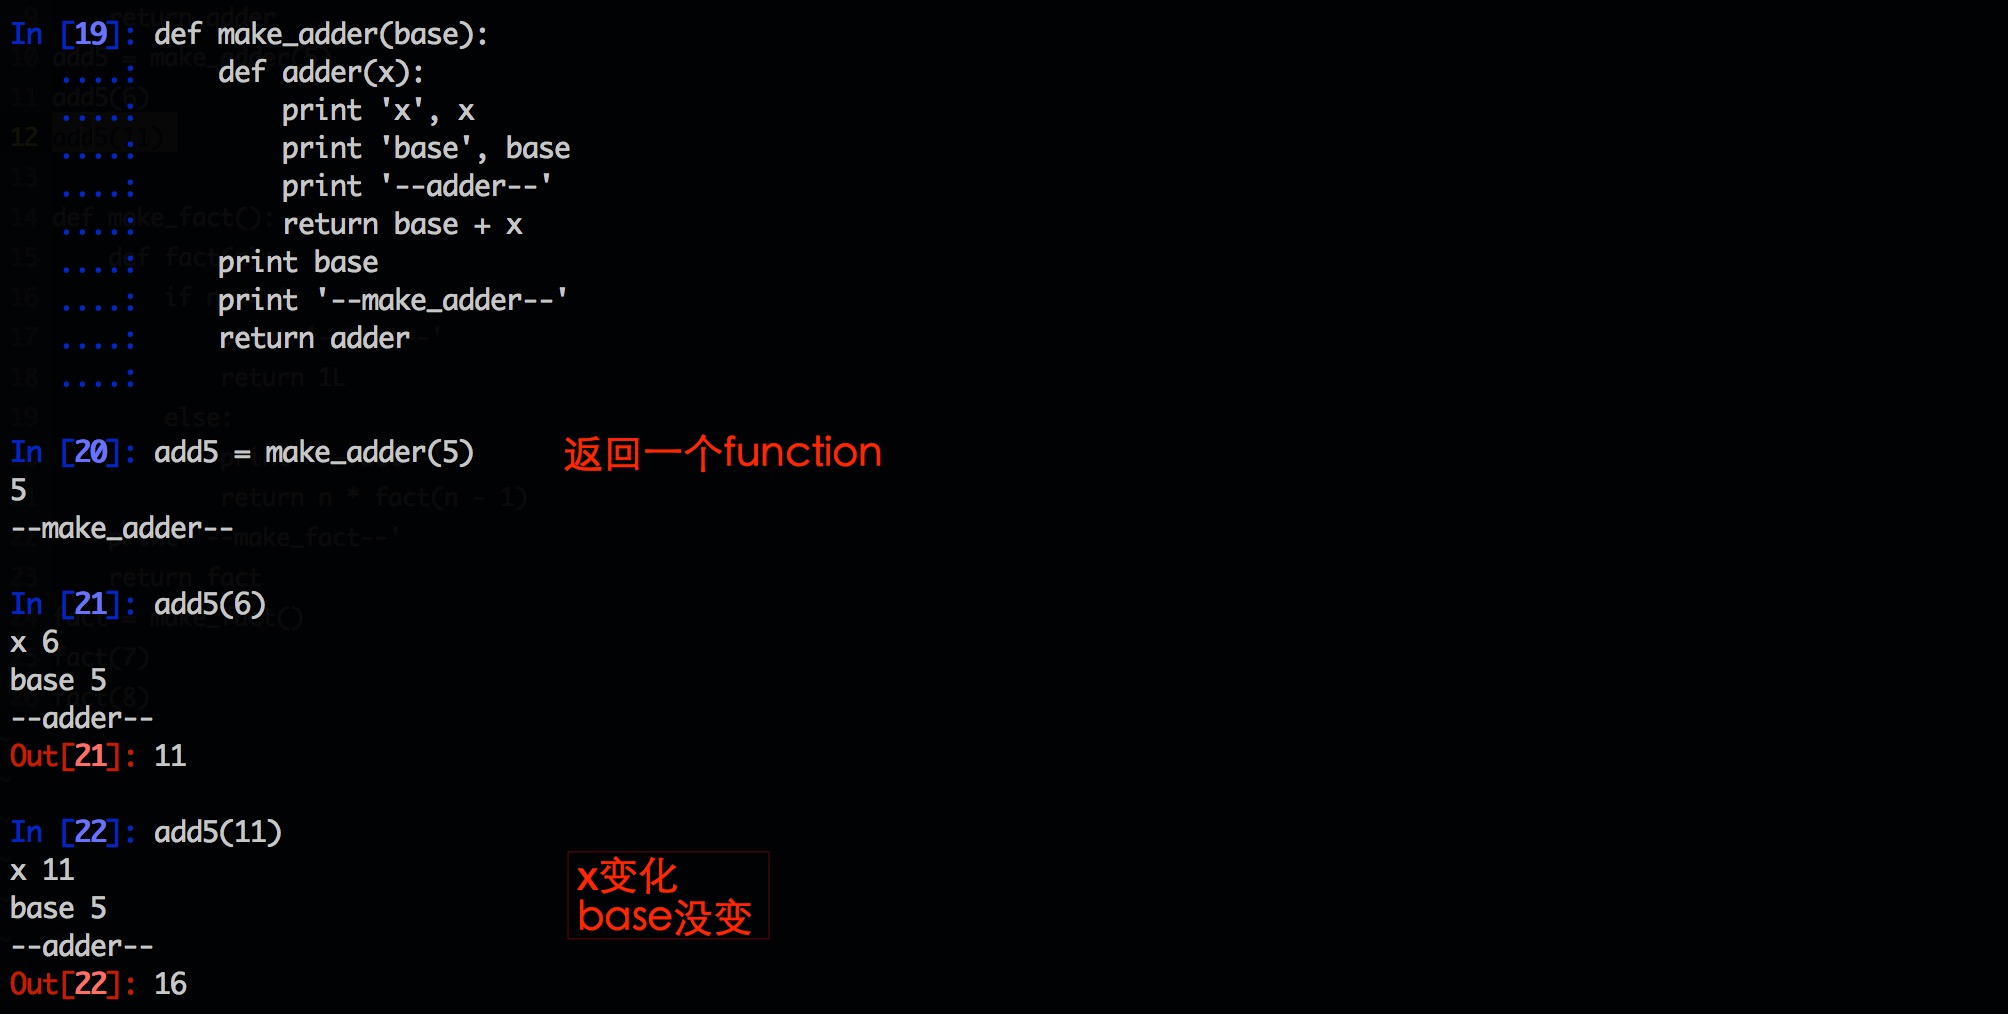 In [19]: def make_adder(base):
   ....:     def adder(x):
   ....:         print 'x', x
   ....:         print 'base', base
   ....:         print '--adder--'
   ....:         return base + x
   ....:     print base
   ....:     print '--make_adder--'
   ....:     return adder
   ....:
In [20]: add5 = make_adder(5) 返回一个function
5
--make_adder--
In [21]: add5(6)
x 6
base 5
--adder--
Out[21]: 11
In [22]: add5(11)
x 11
base 5
--adder--
Out[22]: 16
x变化
base没变